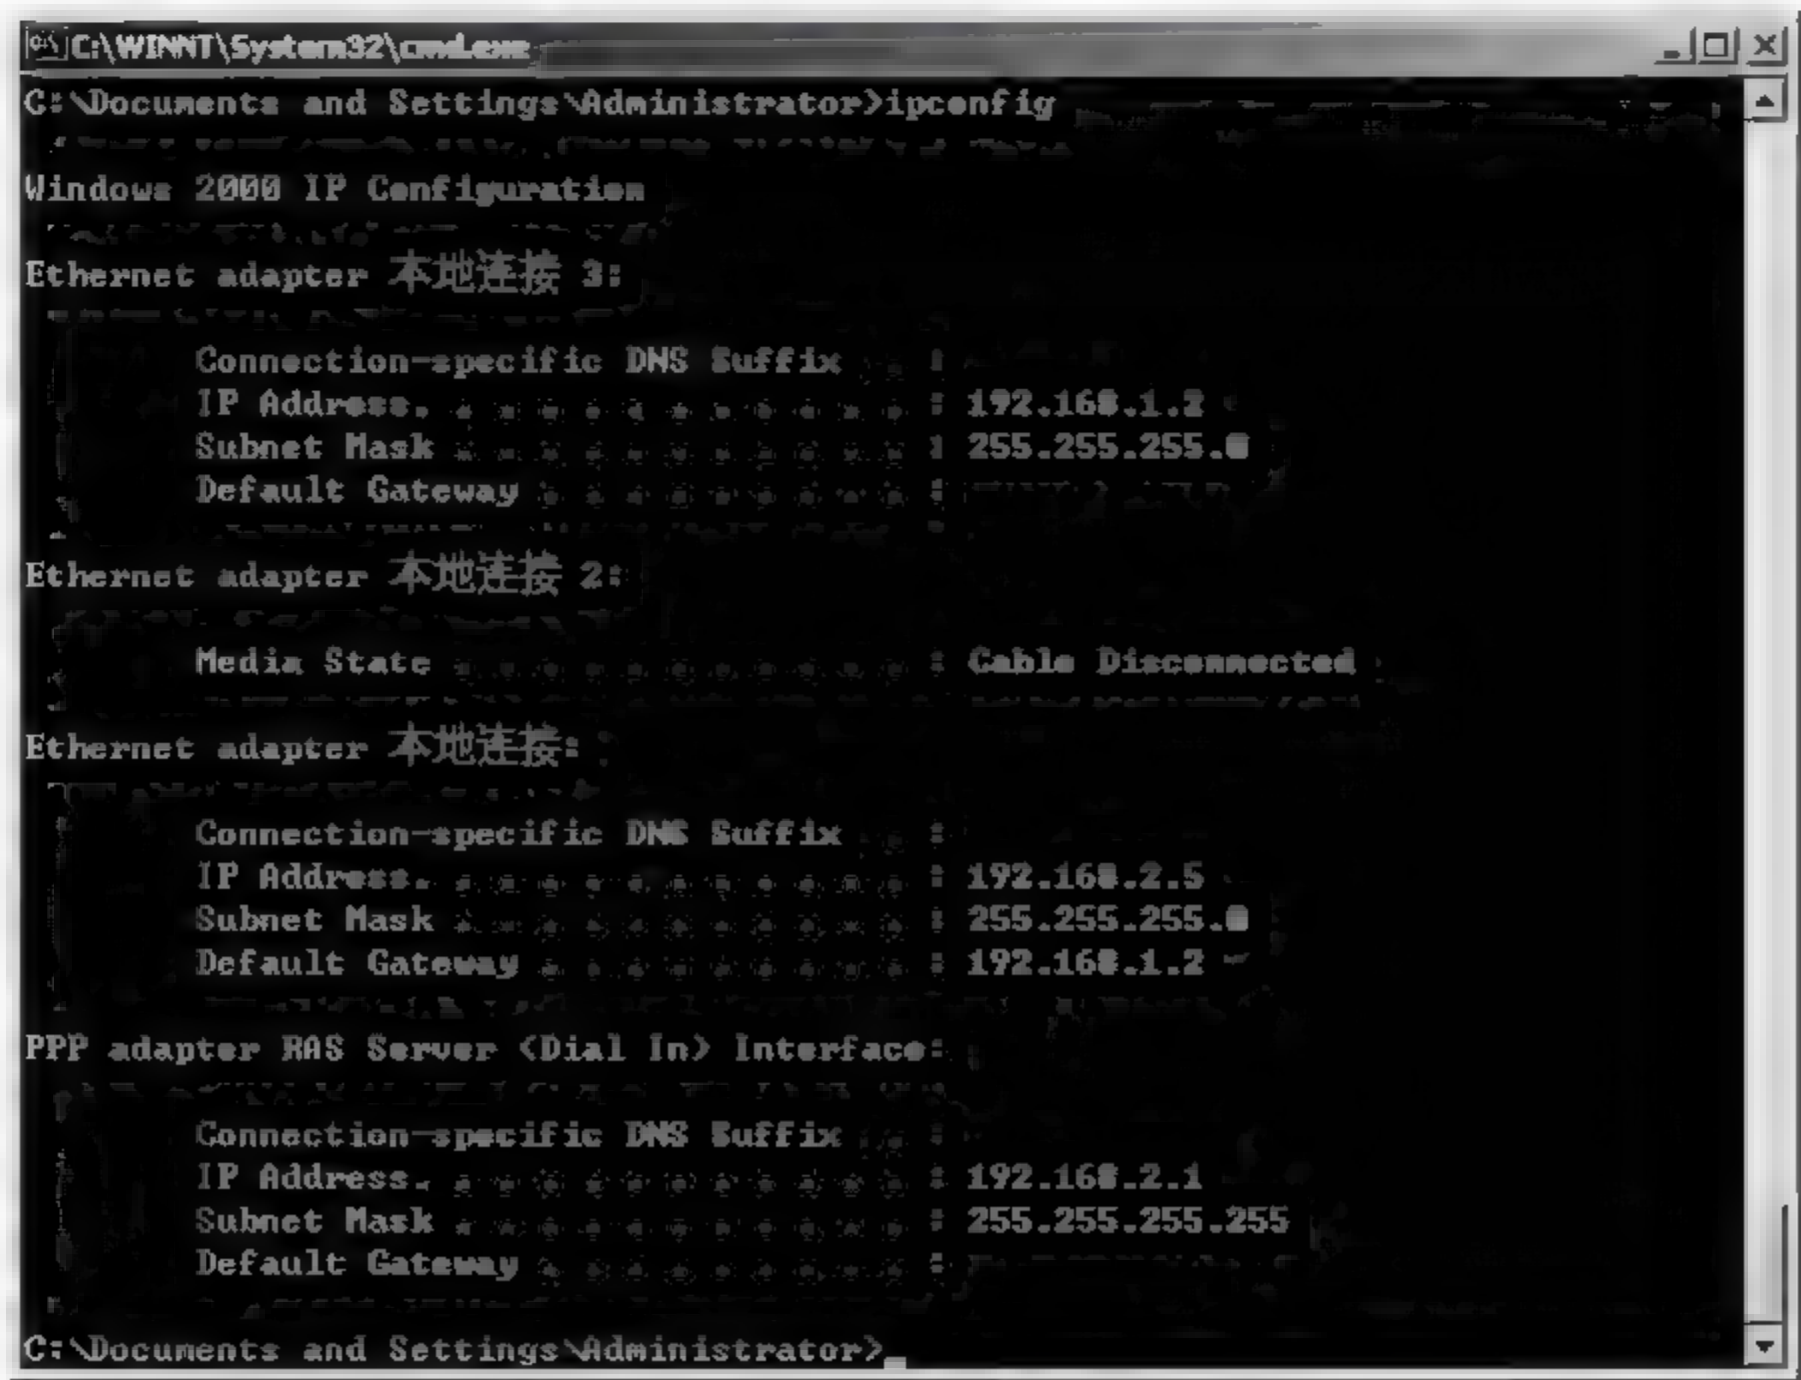 C:\WINNT\System32\cmd.exe
C:\Documents and Settings\Administrator>ipconfig
Windows 2000 IP Configuration
Ethernet adapter 本地连接 3:
Connection-specific DNS Suffix . :
IP Address. . . . . . . . . . . . : 192.168.1.2
Subnet Mask . . . . . . . . . . . : 255.255.255.0
Default Gateway . . . . . . . . . :
Ethernet adapter 本地连接 2:
Media State . . . . . . . . . . . : Cable Disconnected
Ethernet adapter 本地连接:
Connection-specific DNS Suffix . :
IP Address. . . . . . . . . . . . : 192.168.2.5
Subnet Mask . . . . . . . . . . . : 255.255.255.0
Default Gateway . . . . . . . . . : 192.168.1.2
PPP adapter RAS Server (Dial In) Interface:
Connection-specific DNS Suffix . :
IP Address. . . . . . . . . . . . : 192.168.2.1
Subnet Mask . . . . . . . . . . . : 255.255.255.255
Default Gateway . . . . . . . . . :
C:\Documents and Settings\Administrator>_